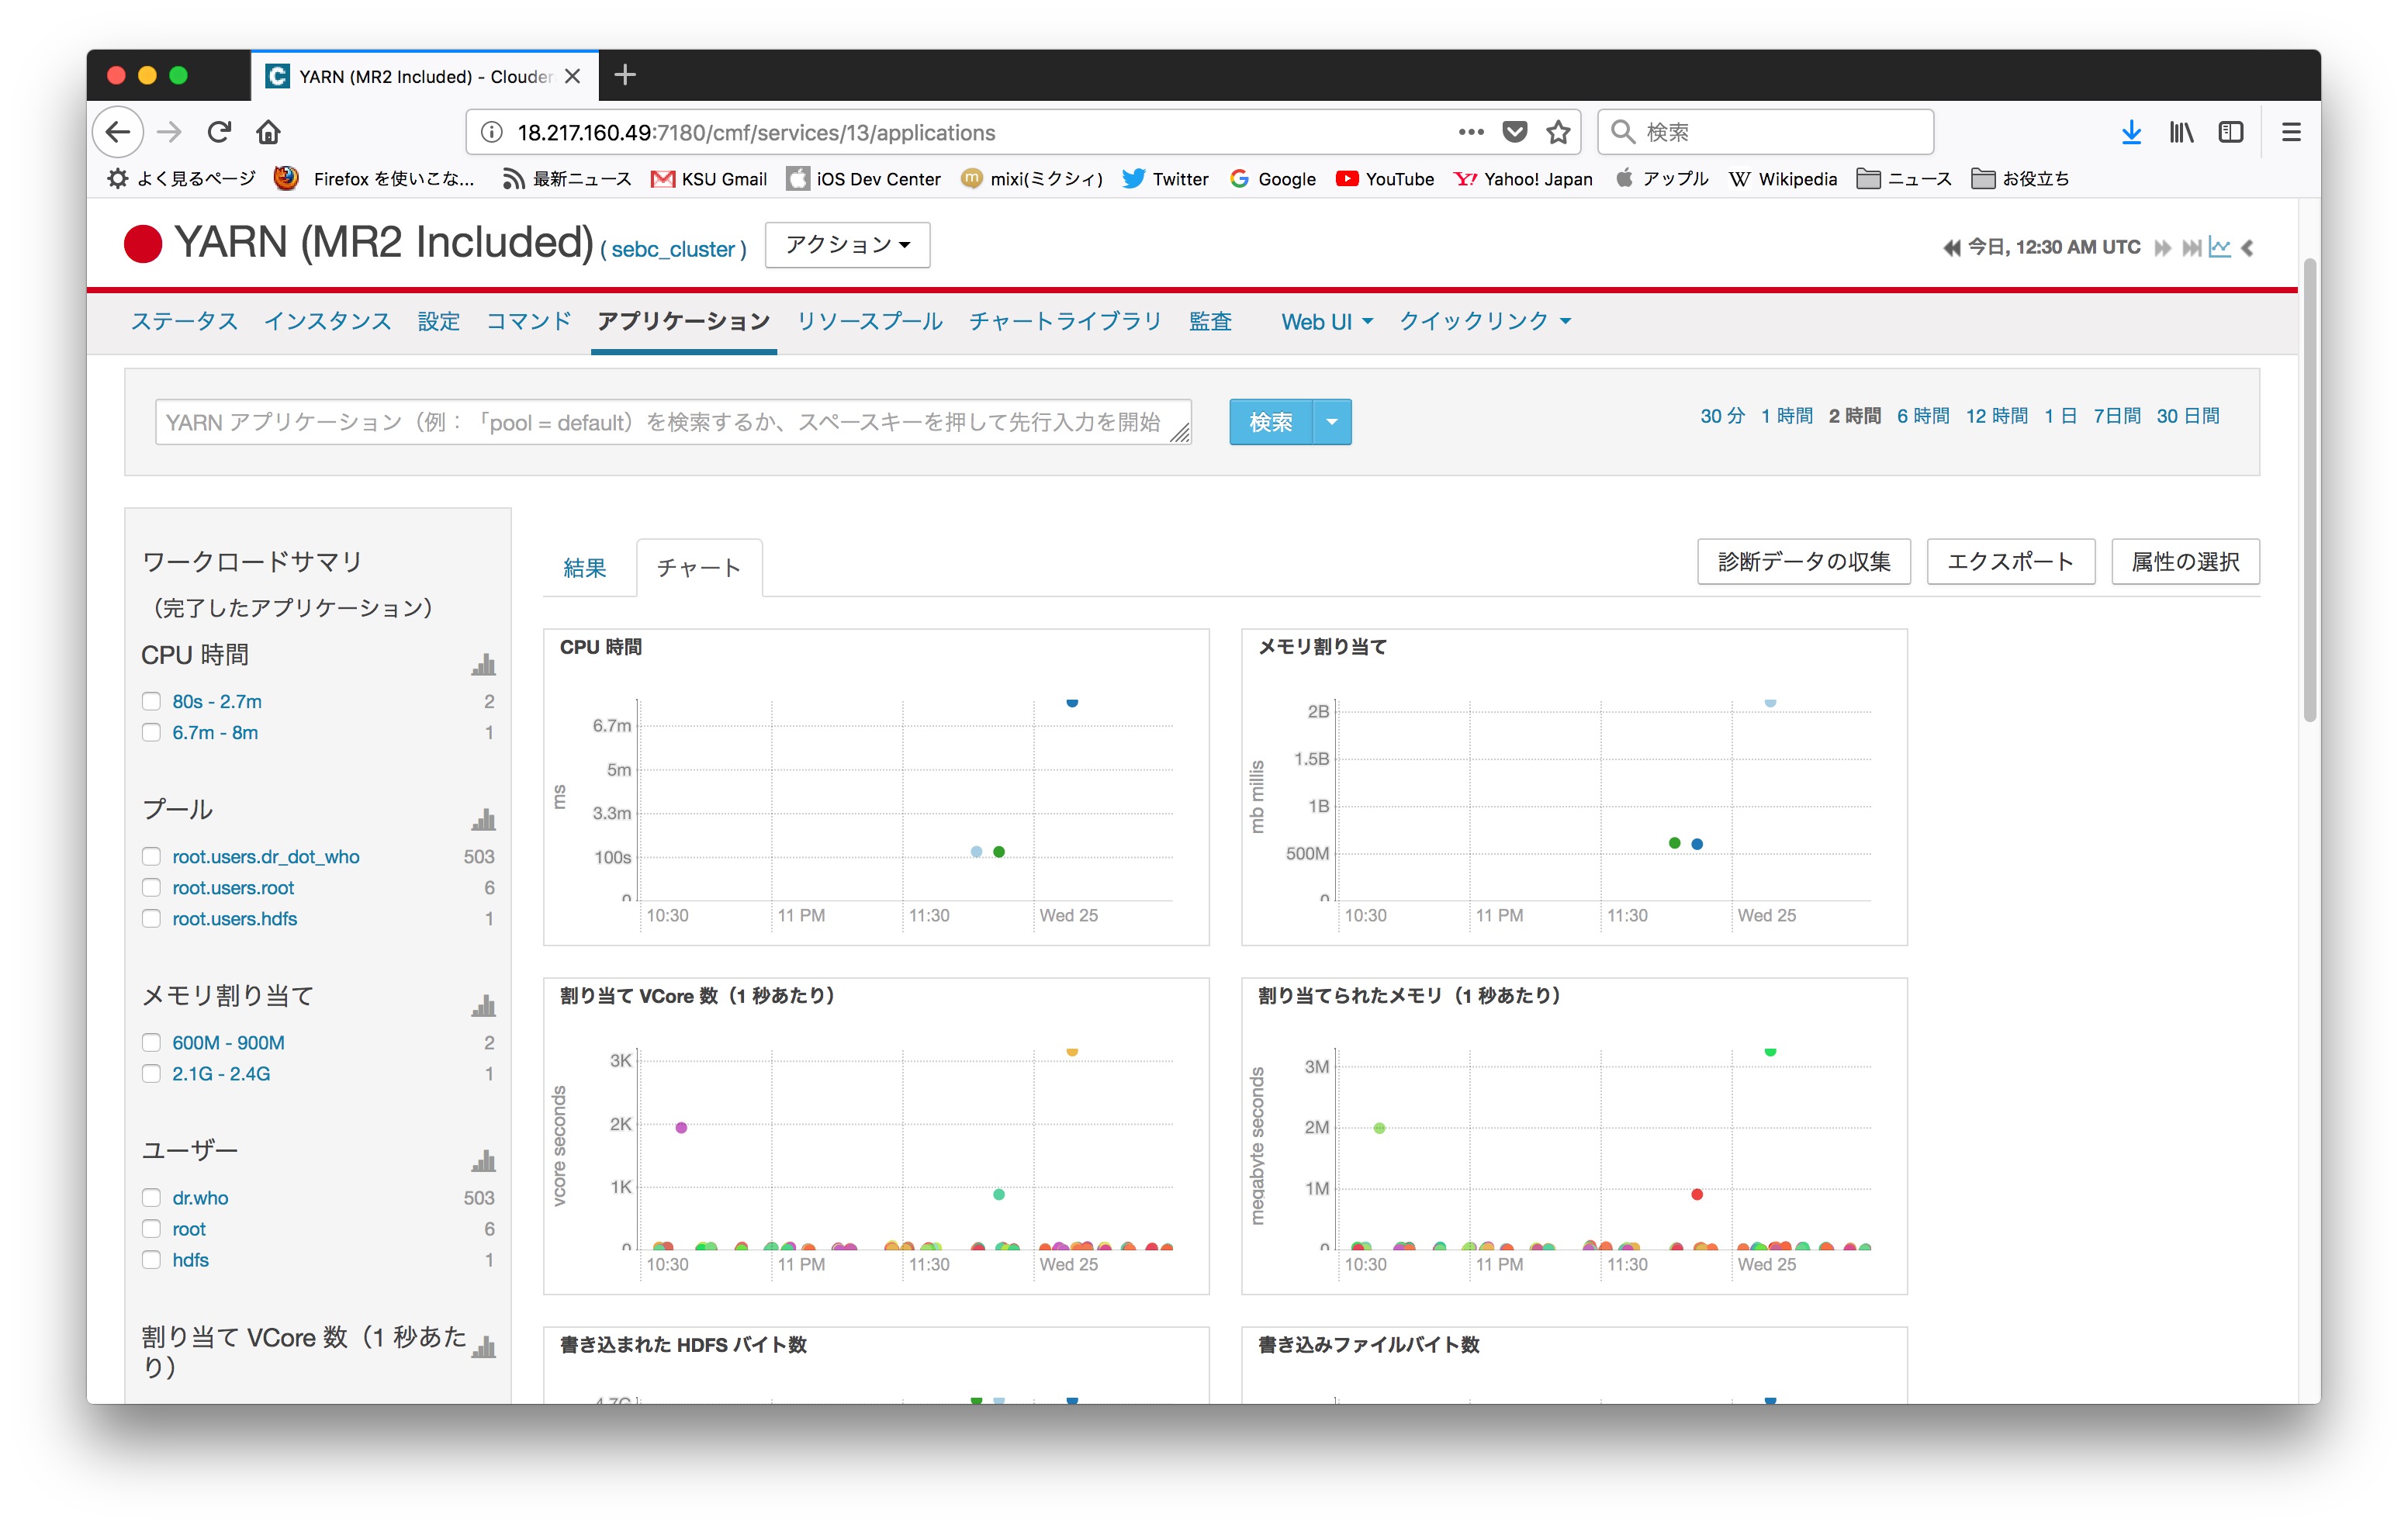 YARN (MR2 Included) - Clouder
18.217.160.49:7180/cmf/services/13/applications
検索
よく見るページ Firefox を使いこな... 最新ニュース KSU Gmail iOS Dev Center mixi(ミクシィ) Twitter Google YouTube Yahoo! Japan アップル Wikipedia ニュース お役立ち
YARN (MR2 Included) ( sebc_cluster ) アクション
今日, 12:30 AM UTC
ステータス インスタンス 設定 コマンド アプリケーション リソースプール チャートライブラリ 監査 Web UI クイックリンク
YARN アプリケーション（例：「pool = default）を検索するか、スペースキーを押して先行入力を開始
検索
30 分 1 時間 2 時間 6 時間 12 時間 1 日 7日間 30 日間
ワークロードサマリ
（完了したアプリケーション）
CPU 時間
80s - 2.7m 2
6.7m - 8m 1
プール
root.users.dr_dot_who 503
root.users.root 6
root.users.hdfs 1
メモリ割り当て
600M - 900M 2
2.1G - 2.4G 1
ユーザー
dr.who 503
root 6
hdfs 1
割り当て VCore 数（1 秒あた
り）
結果 チャート
診断データの収集 エクスポート 属性の選択
CPU 時間
ms
6.7m
5m
3.3m
100s
0
10:30 11 PM 11:30 Wed 25
メモリ割り当て
mb millis
2B
1.5B
1B
500M
0
10:30 11 PM 11:30 Wed 25
割り当て VCore 数（1 秒あたり）
vcore seconds
3K
2K
1K
0
10:30 11 PM 11:30 Wed 25
割り当てられたメモリ（1 秒あたり）
megabyte seconds
3M
2M
1M
0
10:30 11 PM 11:30 Wed 25
書き込まれた HDFS バイト数
書き込みファイルバイト数